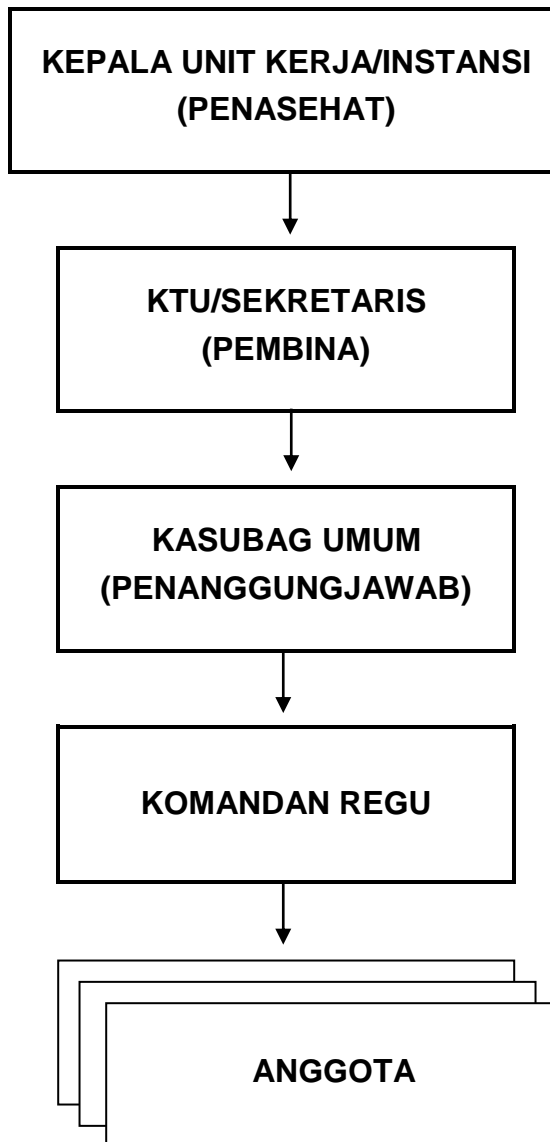 KEPALA UNIT KERJA/INSTANSI
(PENASEHAT)
KTU/SEKRETARIS
(PEMBINA)
KASUBAG UMUM
(PENANGGUNGJAWAB)
KOMANDAN REGU
ANGGOTA